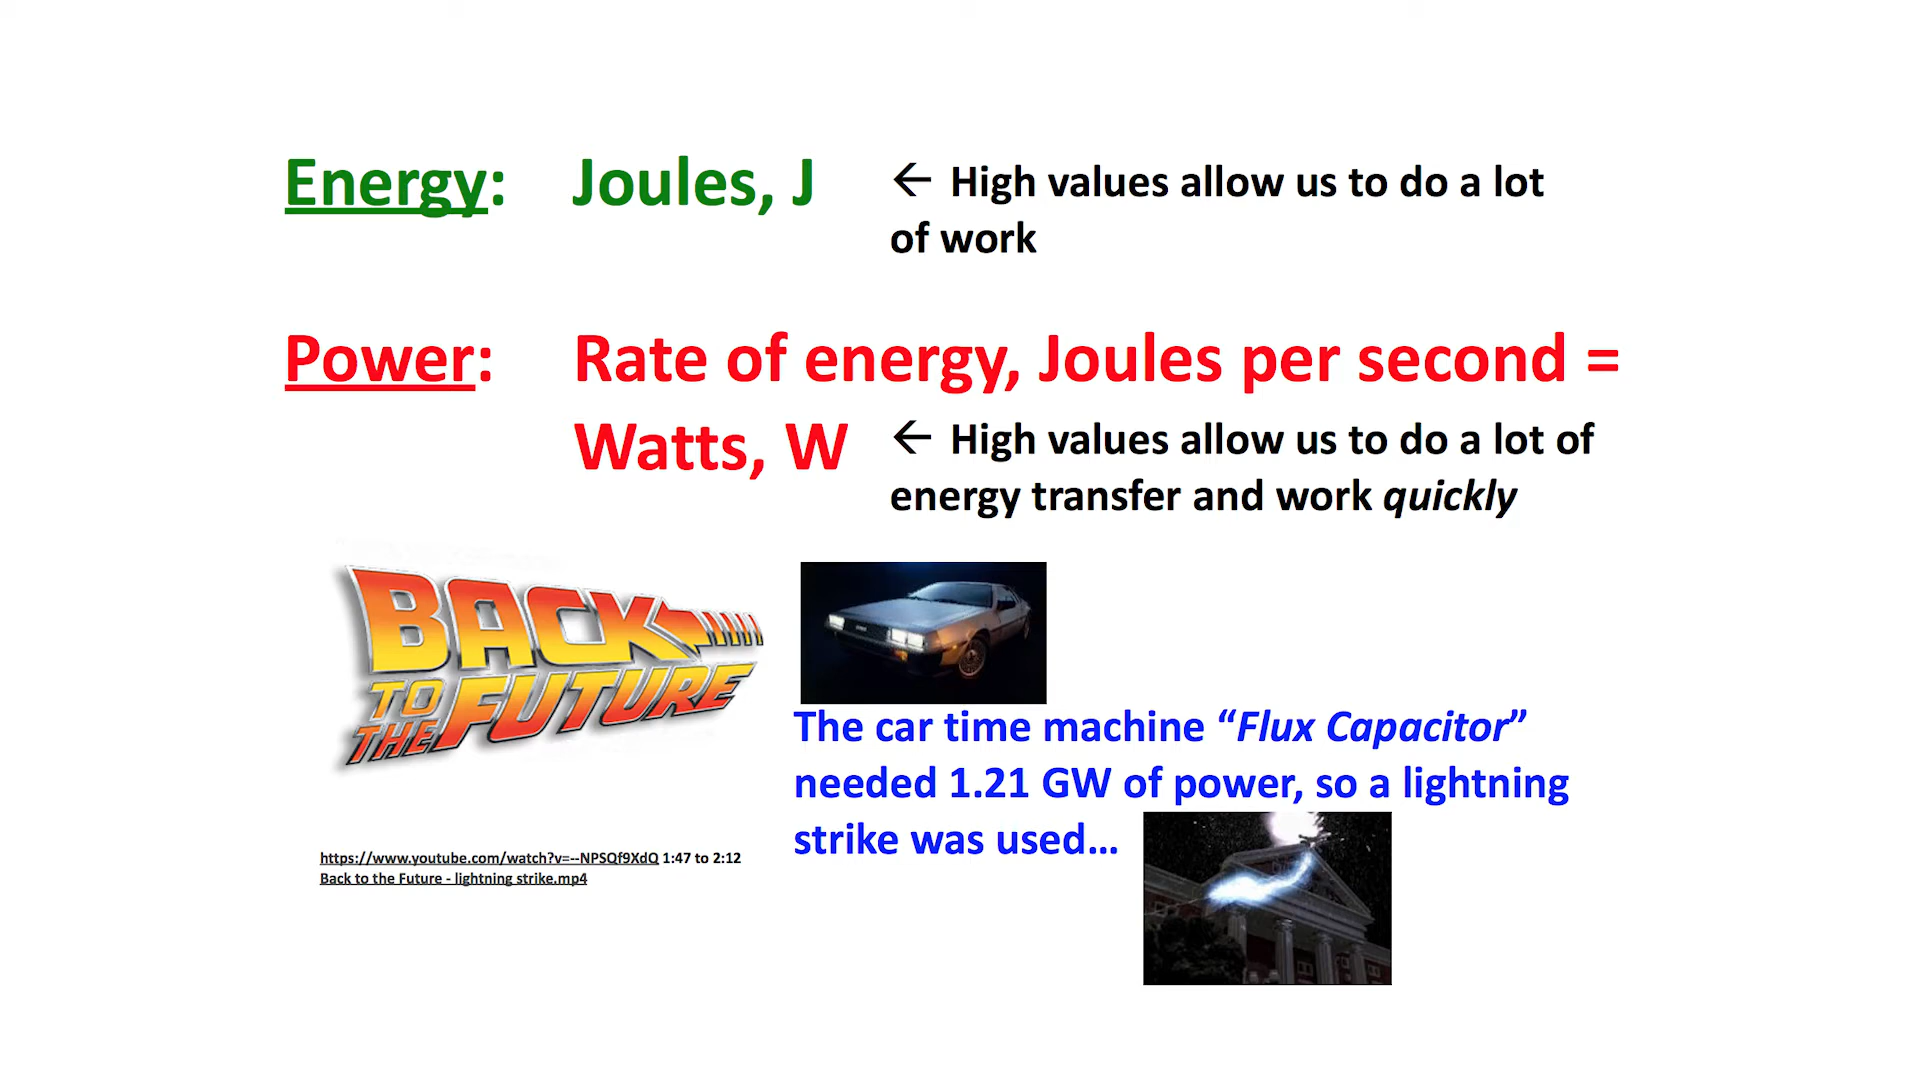 Energy: Joules, J ← High values allow us to do a lot
of work
Power: Rate of energy, Joules per second =
Watts, W ← High values allow us to do a lot of
energy transfer and work quickly
BACK
TO
THE FUTURE
The car time machine “Flux Capacitor”
needed 1.21 GW of power, so a lightning
strike was used...
https://www.youtube.com/watch?v=--NPSQf9XdQ 1:47 to 2:12
Back to the Future - lightning strike.mp4